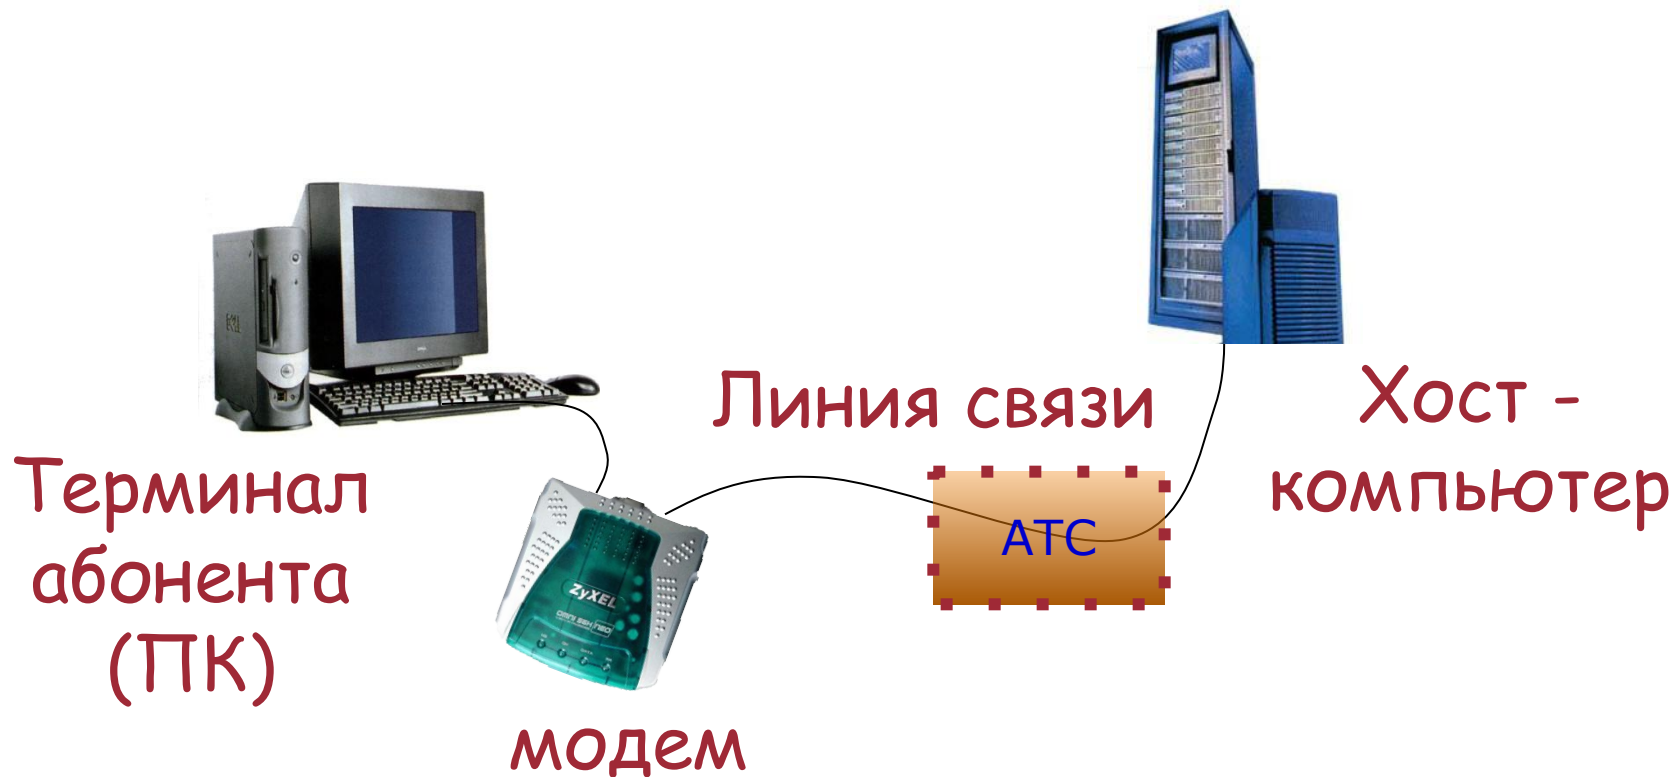 Линия связи
Хост -
компьютер
Терминал
абонента
(ПК)
АТС
ZyXEL
модем